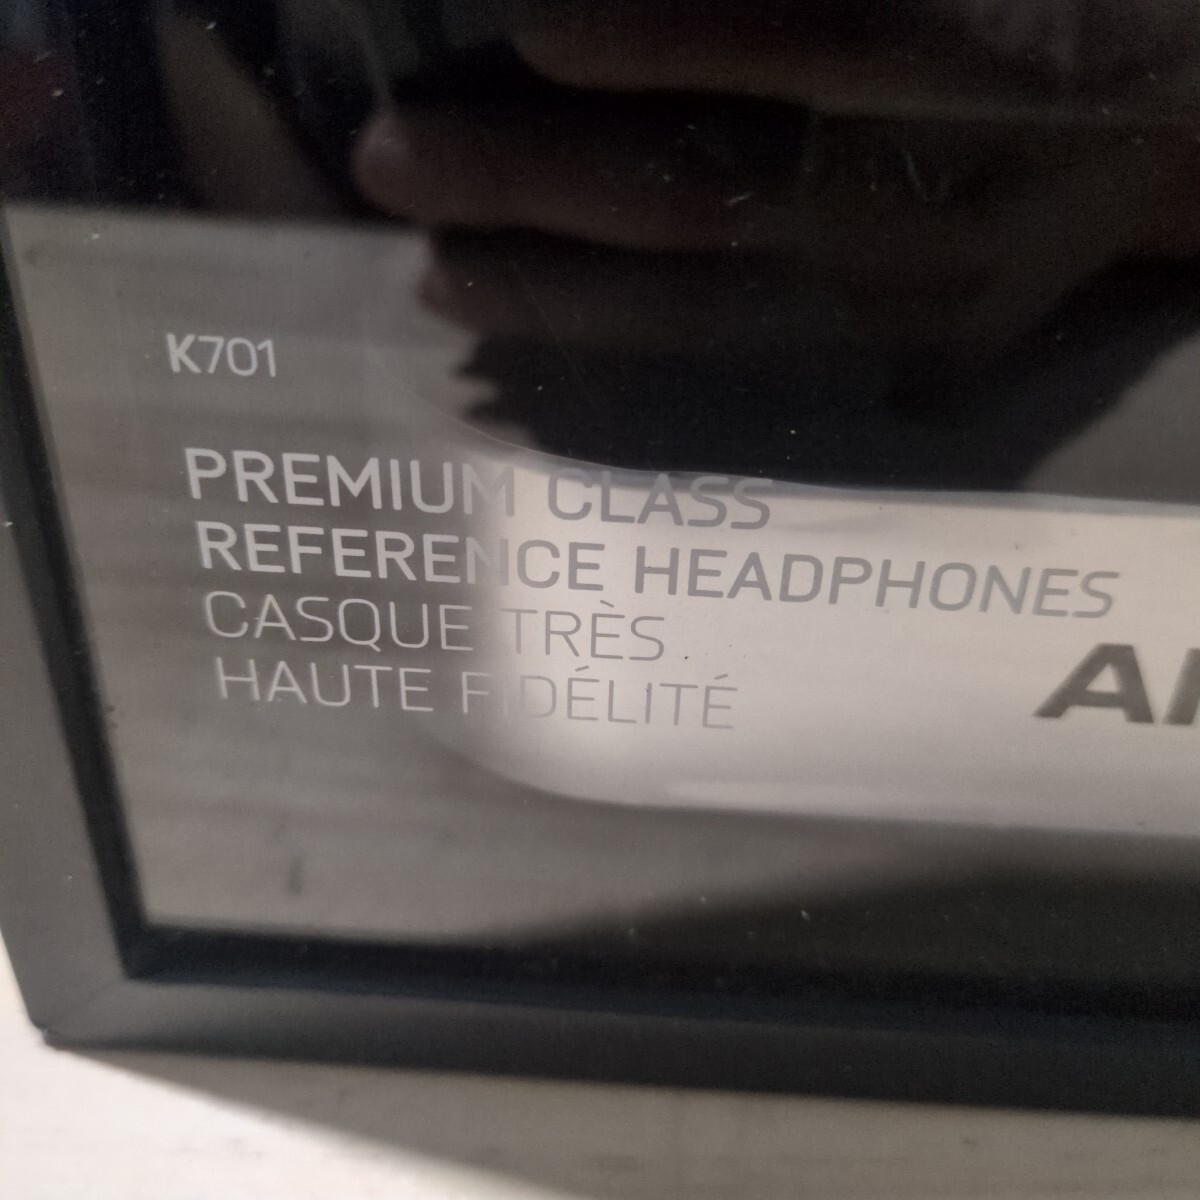 K701
PREMIUM CLASS
REFERENCE HEADPHONES
CASQUE TRÈS
HAUTE FIDÉLITÉ